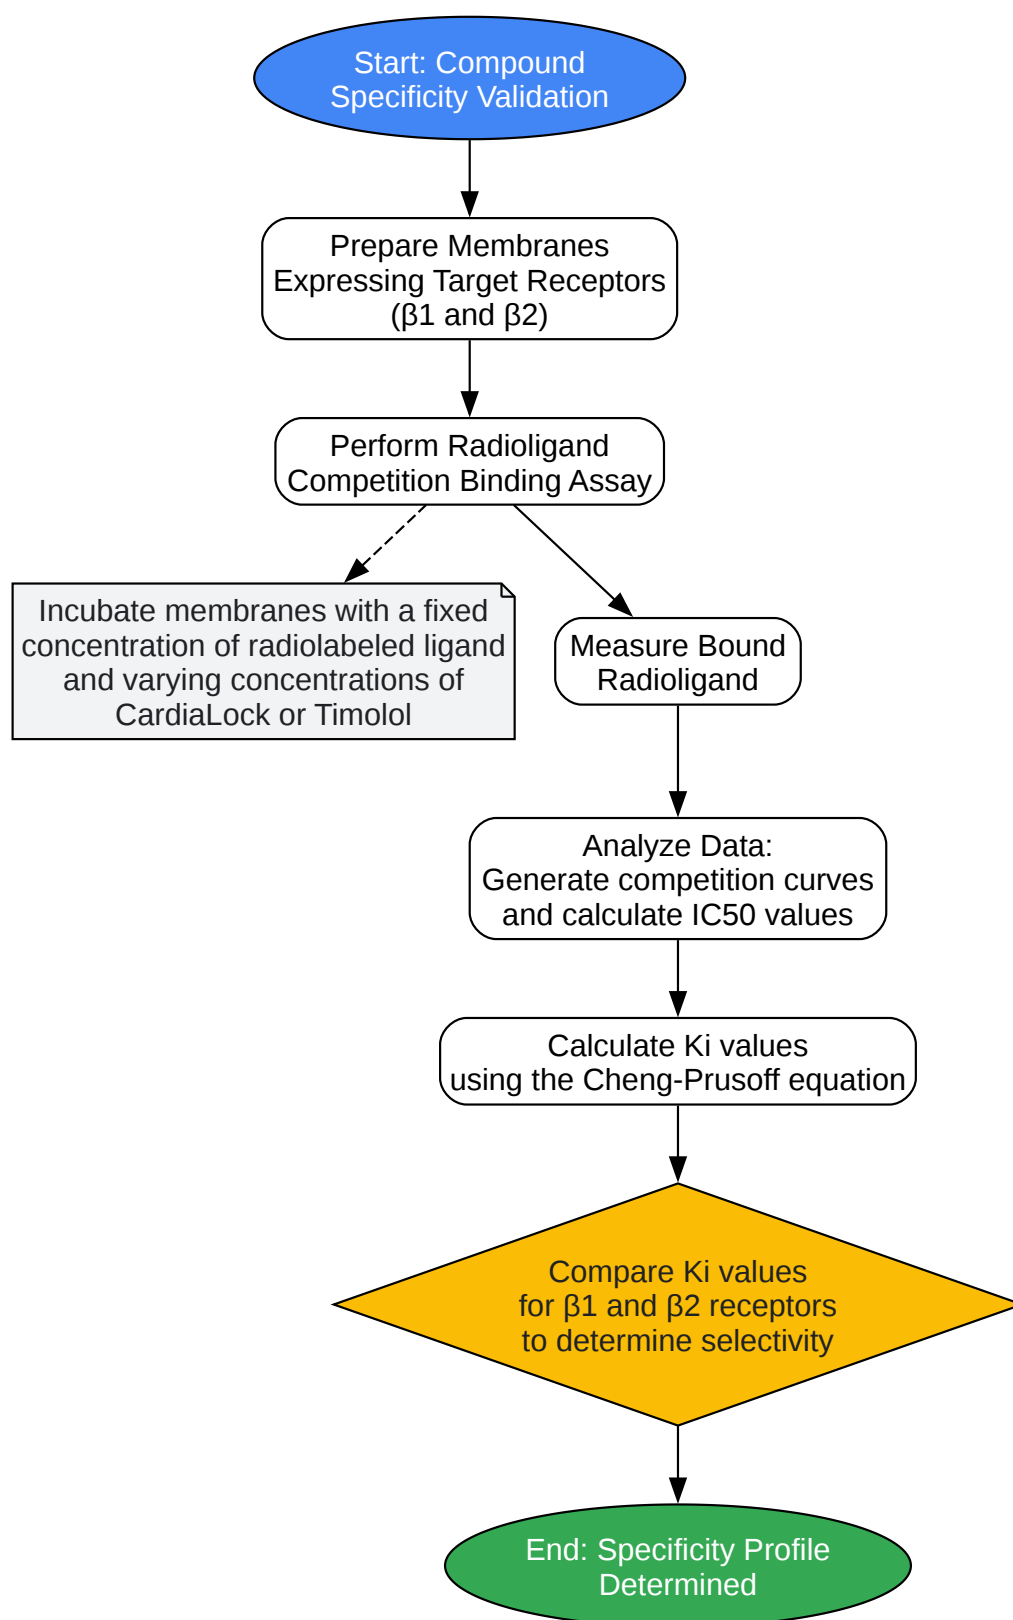 Start: Compound
Specificity Validation
Prepare Membranes
Expressing Target Receptors
(β1 and β2)
Perform Radioligand
Competition Binding Assay
Incubate membranes with a fixed
concentration of radiolabeled ligand
and varying concentrations of
CardiaLock or Timolol
Measure Bound
Radioligand
Analyze Data:
Generate competition curves
and calculate IC50 values
Calculate Ki values
using the Cheng-Prusoff equation
Compare Ki values
for β1 and β2 receptors
to determine selectivity
End: Specificity Profile
Determined